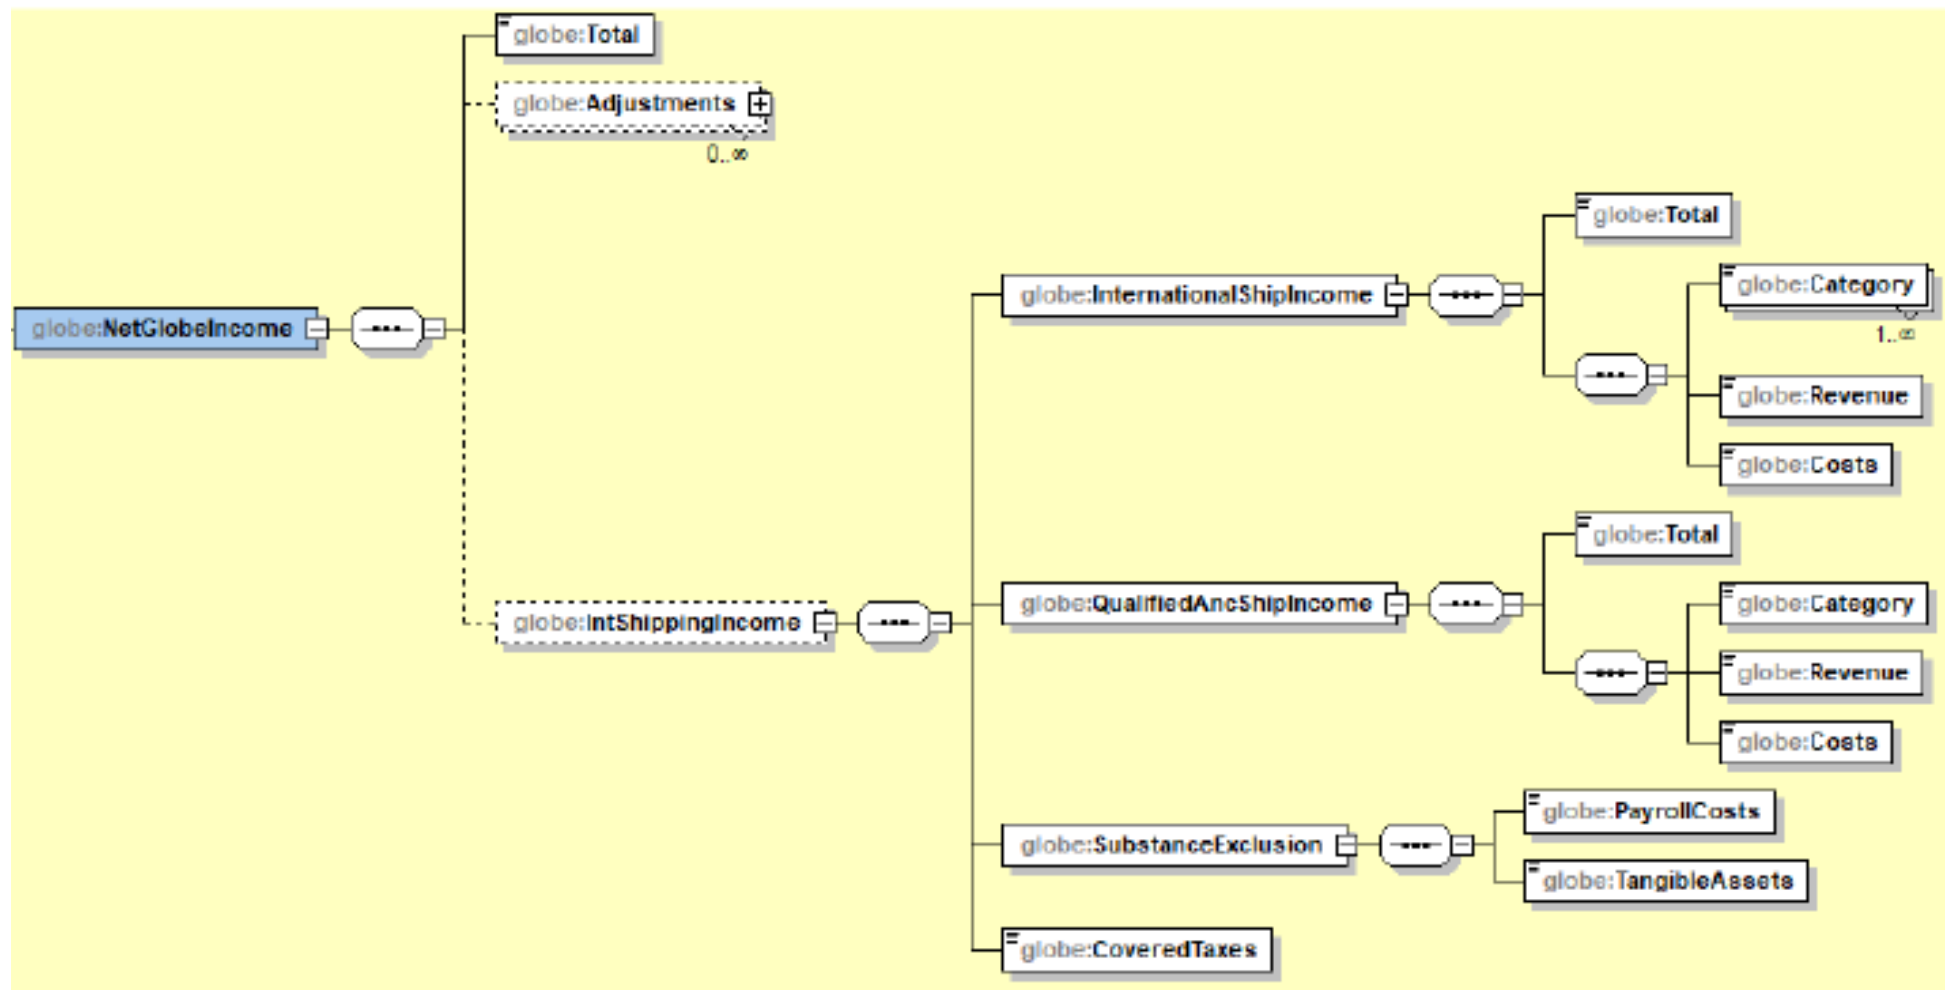 globe:Total
globe:Adjustments
0..∞
globe:NetGlobeIncome
globe:IntShippingIncome
globe:InternationalShipIncome
globe:Total
globe:Category
1..∞
globe:Revenue
globe:Costs
globe:QualifiedAncShipIncome
globe:Total
globe:Category
globe:Revenue
globe:Costs
globe:SubstanceExclusion
globe:PayrollCosts
globe:TangibleAssets
globe:CoveredTaxes